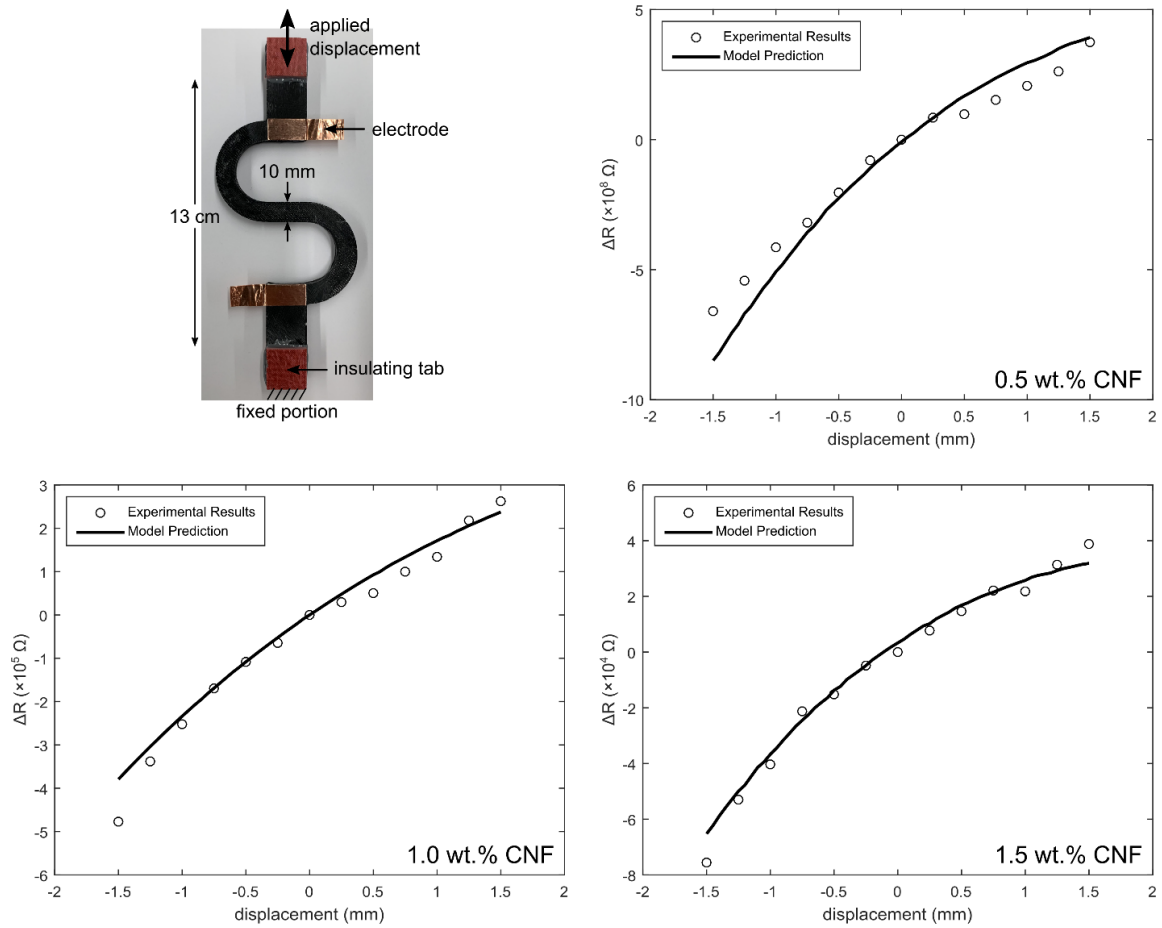 applied
displacement
electrode
10 mm
13 cm
insulating tab
fixed portion
5
0
-5
-10
ΔR (×10⁸ Ω)
Experimental Results
Model Prediction
0.5 wt.% CNF
-2 -1.5 -1 -0.5 0 0.5 1 1.5 2
displacement (mm)
3
2
1
0
-1
-2
-3
-4
-5
-6
ΔR (×10⁵ Ω)
Experimental Results
Model Prediction
1.0 wt.% CNF
-2 -1.5 -1 -0.5 0 0.5 1 1.5 2
displacement (mm)
6
4
2
0
-2
-4
-6
-8
ΔR (×10⁴ Ω)
Experimental Results
Model Prediction
1.5 wt.% CNF
-2 -1.5 -1 -0.5 0 0.5 1 1.5 2
displacement (mm)